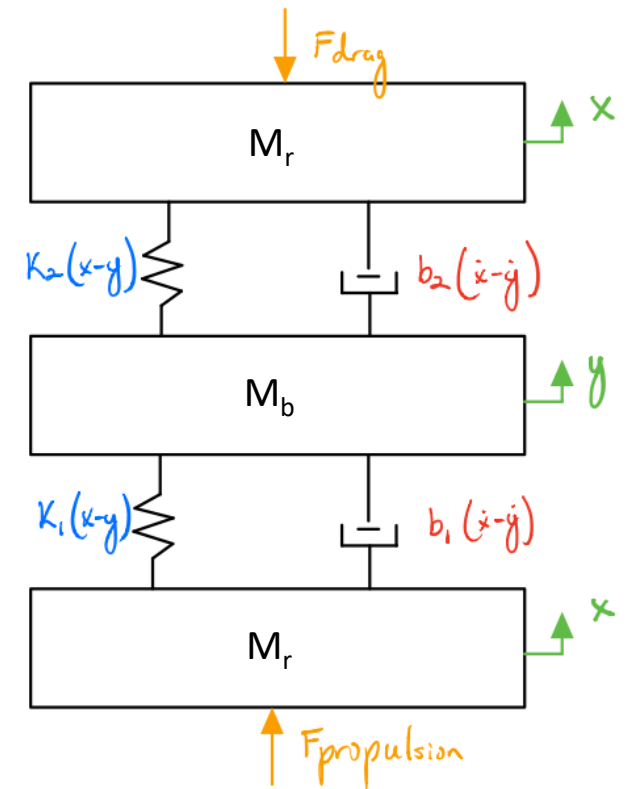 Fdrag
Mr
x
K2(x-y)
b2(ẋ-ẏ)
Mb
y
K1(x-y)
b1(ẋ-ẏ)
Mr
x
Fpropulsion